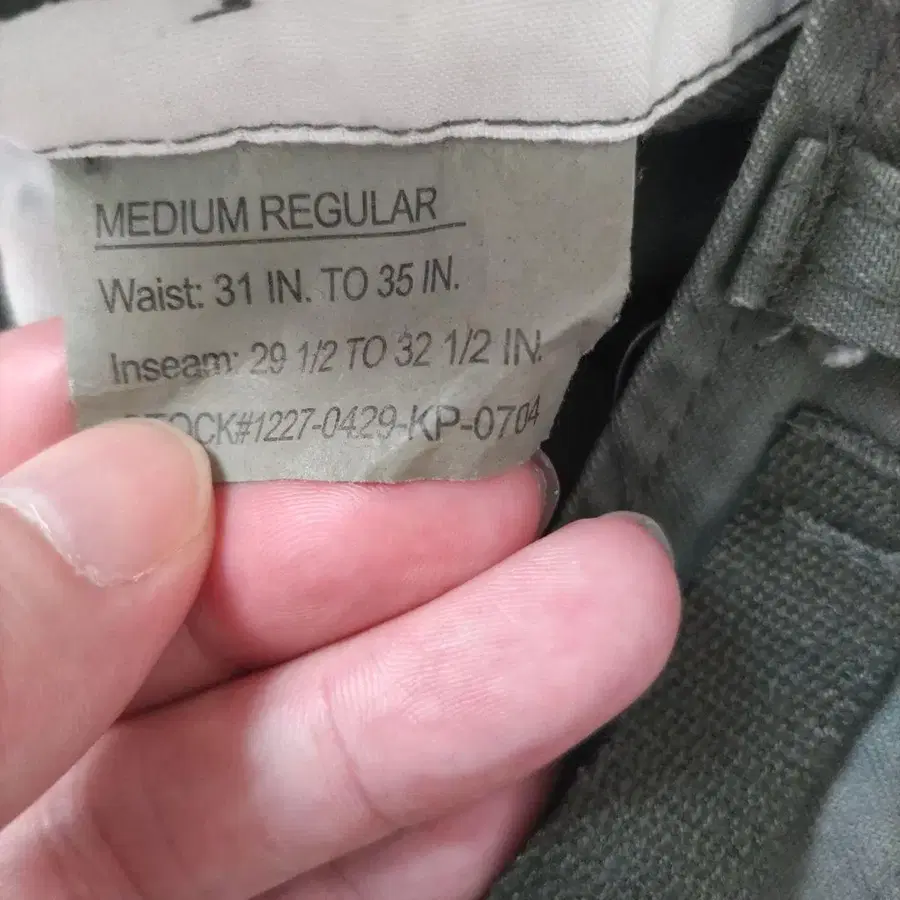 MEDIUM REGULAR
Waist: 31 IN. TO 35 IN.
Inseam: 29 1/2 TO 32 1/2 IN.
STOCK#1227-0429-KP-0704